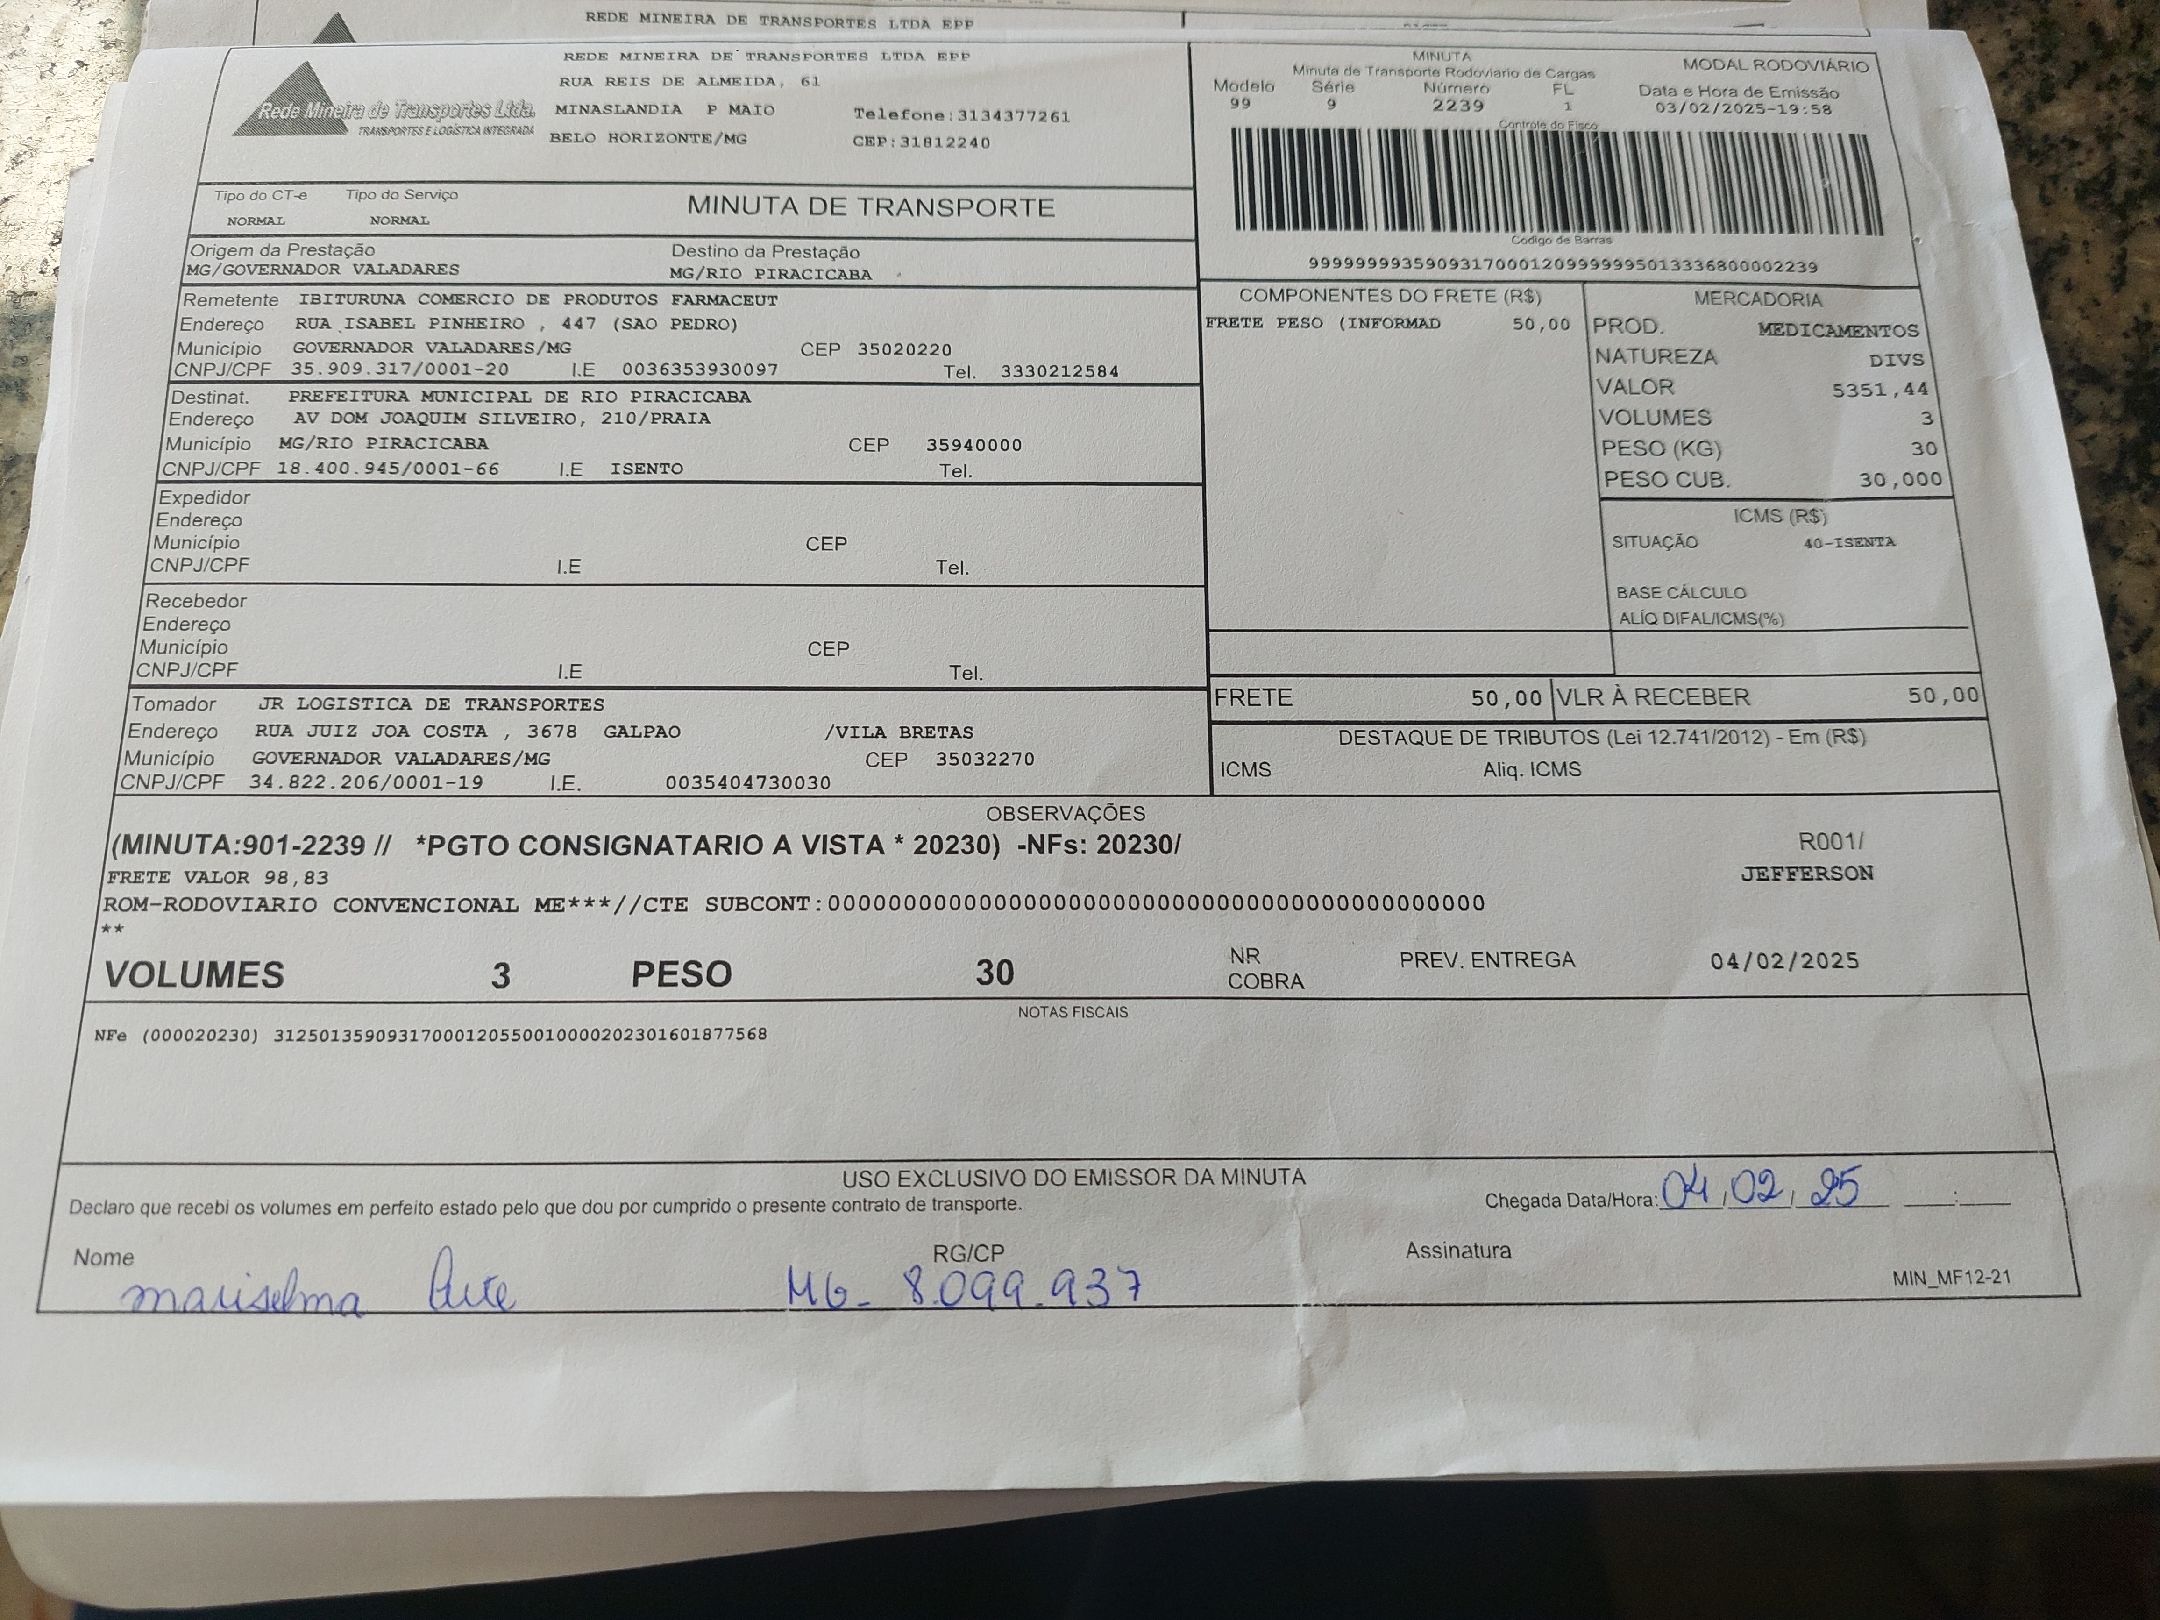 REDE MINEIRA DE TRANSPORTES LTDA EPP
REDE MINEIRA DE TRANSPORTES LTDA EPP
RUA REIS DE ALMEIDA, 61
MINASLANDIA P MAIO
Telefone:3134377261
BELO HORIZONTE/MG
CEP:31812240
Rede Mineira de Transportes Ltda.
TRANSPORTES E LOGÍSTICA INTEGRADA
MINUTA
Minuta de Transporte Rodoviario de Cargas
MODAL RODOVIÁRIO
Modelo Série Número FL Data e Hora de Emissão
99 9 2239 1 03/02/2025-19:58
Controle do Fisco
Código de Barras
999999993590931700012099999995013336800002239
Tipo do CT-e Tipo do Serviço
NORMAL NORMAL
MINUTA DE TRANSPORTE
Origem da Prestação Destino da Prestação
MG/GOVERNADOR VALADARES MG/RIO PIRACICABA
Remetente IBITURUNA COMERCIO DE PRODUTOS FARMACEUT
Endereço RUA ISABEL PINHEIRO , 447 (SAO PEDRO)
Município GOVERNADOR VALADARES/MG CEP 35020220
CNPJ/CPF 35.909.317/0001-20 I.E 0036353930097 Tel. 3330212584
Destinat. PREFEITURA MUNICIPAL DE RIO PIRACICABA
Endereço AV DOM JOAQUIM SILVEIRO, 210/PRAIA
Município MG/RIO PIRACICABA CEP 35940000
CNPJ/CPF 18.400.945/0001-66 I.E ISENTO Tel.
Expedidor
Endereço
Município CEP
CNPJ/CPF I.E Tel.
Recebedor
Endereço
Município CEP
CNPJ/CPF I.E Tel.
Tomador JR LOGISTICA DE TRANSPORTES
Endereço RUA JUIZ JOA COSTA , 3678 GALPAO /VILA BRETAS
Município GOVERNADOR VALADARES/MG CEP 35032270
CNPJ/CPF 34.822.206/0001-19 I.E. 0035404730030
COMPONENTES DO FRETE (R$)
FRETE PESO (INFORMAD 50,00
MERCADORIA
PROD. MEDICAMENTOS
NATUREZA DIVS
VALOR 5351,44
VOLUMES 3
PESO (KG) 30
PESO CUB. 30,000
ICMS (R$)
SITUAÇÃO 40-ISENTA
BASE CÁLCULO
ALÍQ DIFAL/ICMS(%)
FRETE 50,00 VLR À RECEBER 50,00
DESTAQUE DE TRIBUTOS (Lei 12.741/2012) - Em (R$)
ICMS Aliq. ICMS
OBSERVAÇÕES
(MINUTA:901-2239 // *PGTO CONSIGNATARIO A VISTA * 20230) -NFs: 20230/
R001/
FRETE VALOR 98,83
JEFFERSON
ROM-RODOVIARIO CONVENCIONAL ME***//CTE SUBCONT:00000000000000000000000000000000000000000000
**
VOLUMES 3 PESO 30 NR COBRA PREV. ENTREGA 04/02/2025
NOTAS FISCAIS
NFe (000020230) 31250135909317000120550010000202301601877568
USO EXCLUSIVO DO EMISSOR DA MINUTA
Declaro que recebi os volumes em perfeito estado pelo que dou por cumprido o presente contrato de transporte.
Chegada Data/Hora: 04/02/25 :
Nome RG/CP Assinatura
mariselma MG- 8.099.937
MIN_MF12-21